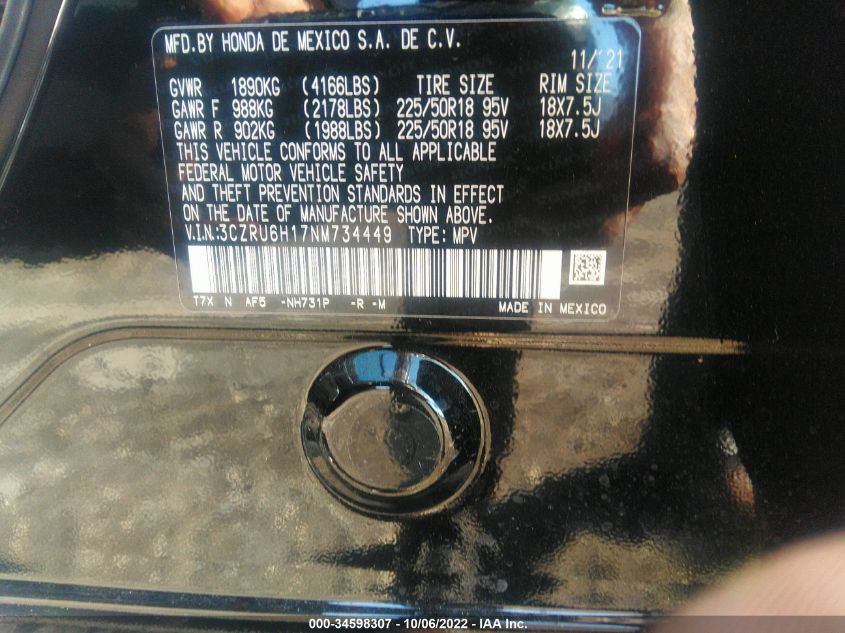 MFD.BY HONDA DE MEXICO S.A. DE C.V.
11/'21
GVWR 1890KG (4166LBS) TIRE SIZE RIM SIZE
GAWR F 988KG (2178LBS) 225/50R18 95V 18X7.5J
GAWR R 902KG (1988LBS) 225/50R18 95V 18X7.5J
THIS VEHICLE CONFORMS TO ALL APPLICABLE
FEDERAL MOTOR VEHICLE SAFETY
AND THEFT PREVENTION STANDARDS IN EFFECT
ON THE DATE OF MANUFACTURE SHOWN ABOVE.
V.I.N.:3CZRU6H17NM734449 TYPE: MPV
T7X N AF5 -NH731P -R -M MADE IN MEXICO
000-34598307 - 10/06/2022 - IAA Inc.